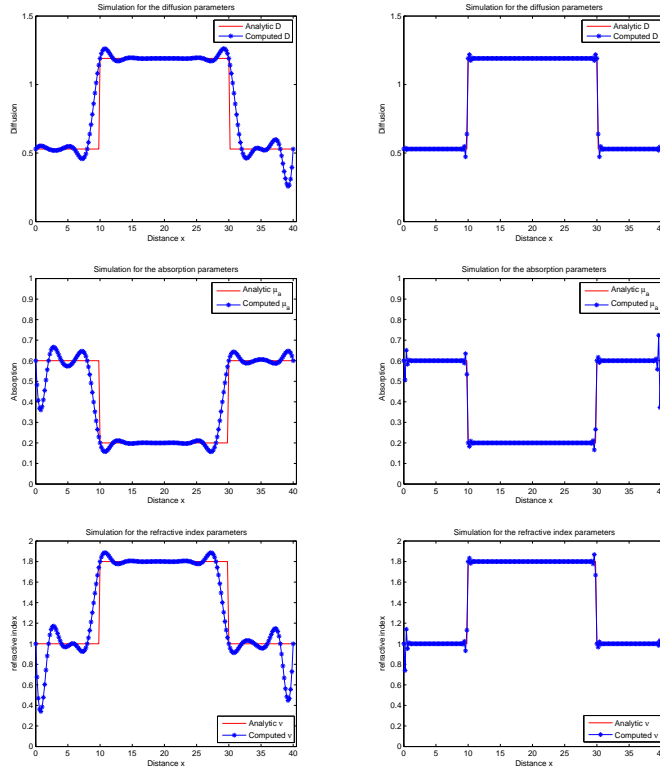 Simulation for the diffusion parameters
1.5
1
0.5
0
Diffusion
0 5 10 15 20 25 30 35 40
Distance x
Analytic D
Computed D
Simulation for the diffusion parameters
1.5
1
0.5
0
Diffusion
0 5 10 15 20 25 30 35 40
Distance x
Analytic D
Computed D
Simulation for the absorption parameters
1
0.9
0.8
0.7
0.6
0.5
0.4
0.3
0.2
0.1
0
Absorption
0 5 10 15 20 25 30 35 40
Distance x
Analytic μa
Computed μa
Simulation for the absorption parameters
1
0.9
0.8
0.7
0.6
0.5
0.4
0.3
0.2
0.1
0
Absorption
0 5 10 15 20 25 30 35 40
Distance x
Analytic μa
Computed μa
Simulation for the refractive index parameters
2
1.8
1.6
1.4
1.2
1
0.8
0.6
0.4
0.2
0
refractive index
0 5 10 15 20 25 30 35 40
Distance x
Analytic ν
Computed ν
Simulation for the refractive index parameters
2
1.8
1.6
1.4
1.2
1
0.8
0.6
0.4
0.2
0
refractive index
0 5 10 15 20 25 30 35 40
Distance x
Analytic ν
Computed ν